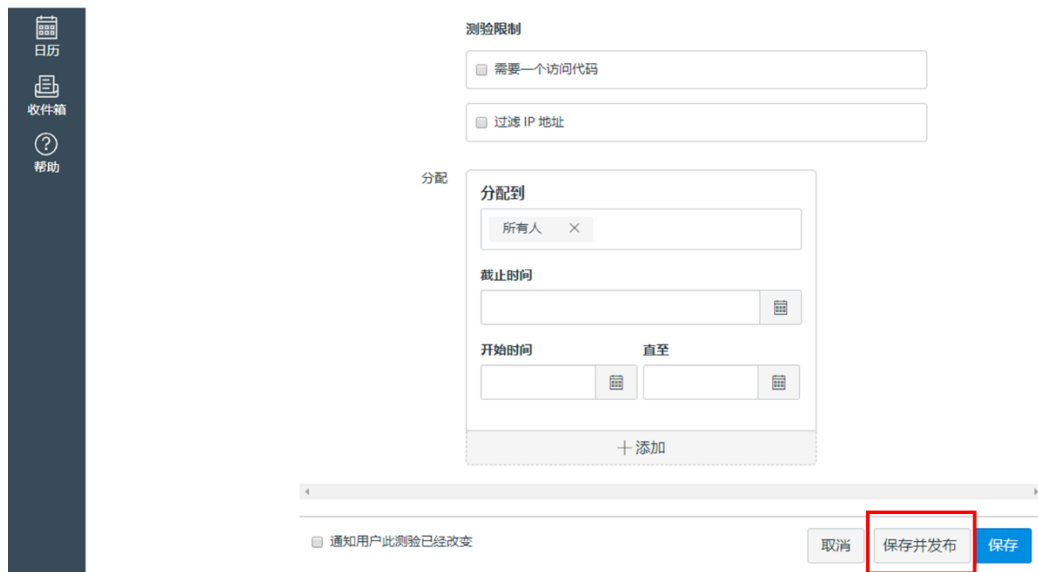 日历
收件箱
帮助
测验限制
需要一个访问代码
过滤 IP 地址
分配
分配到
所有人
截止时间
开始时间 直至
添加
通知用户此测验已经改变
取消 保存并发布 保存